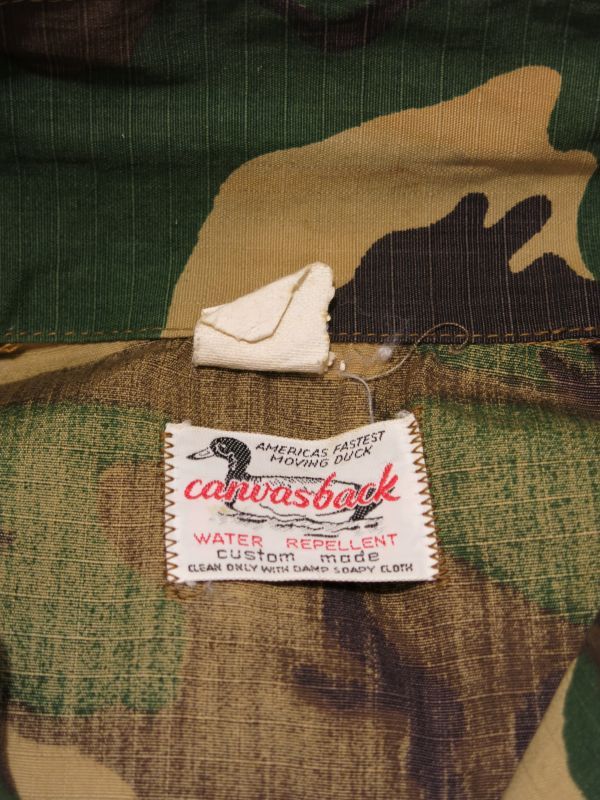 AMERICAS FASTEST
MOVING DUCK
canvasback
WATER REPELLENT
custom made
CLEAN ONLY WITH DAMP SOAPY CLOTH